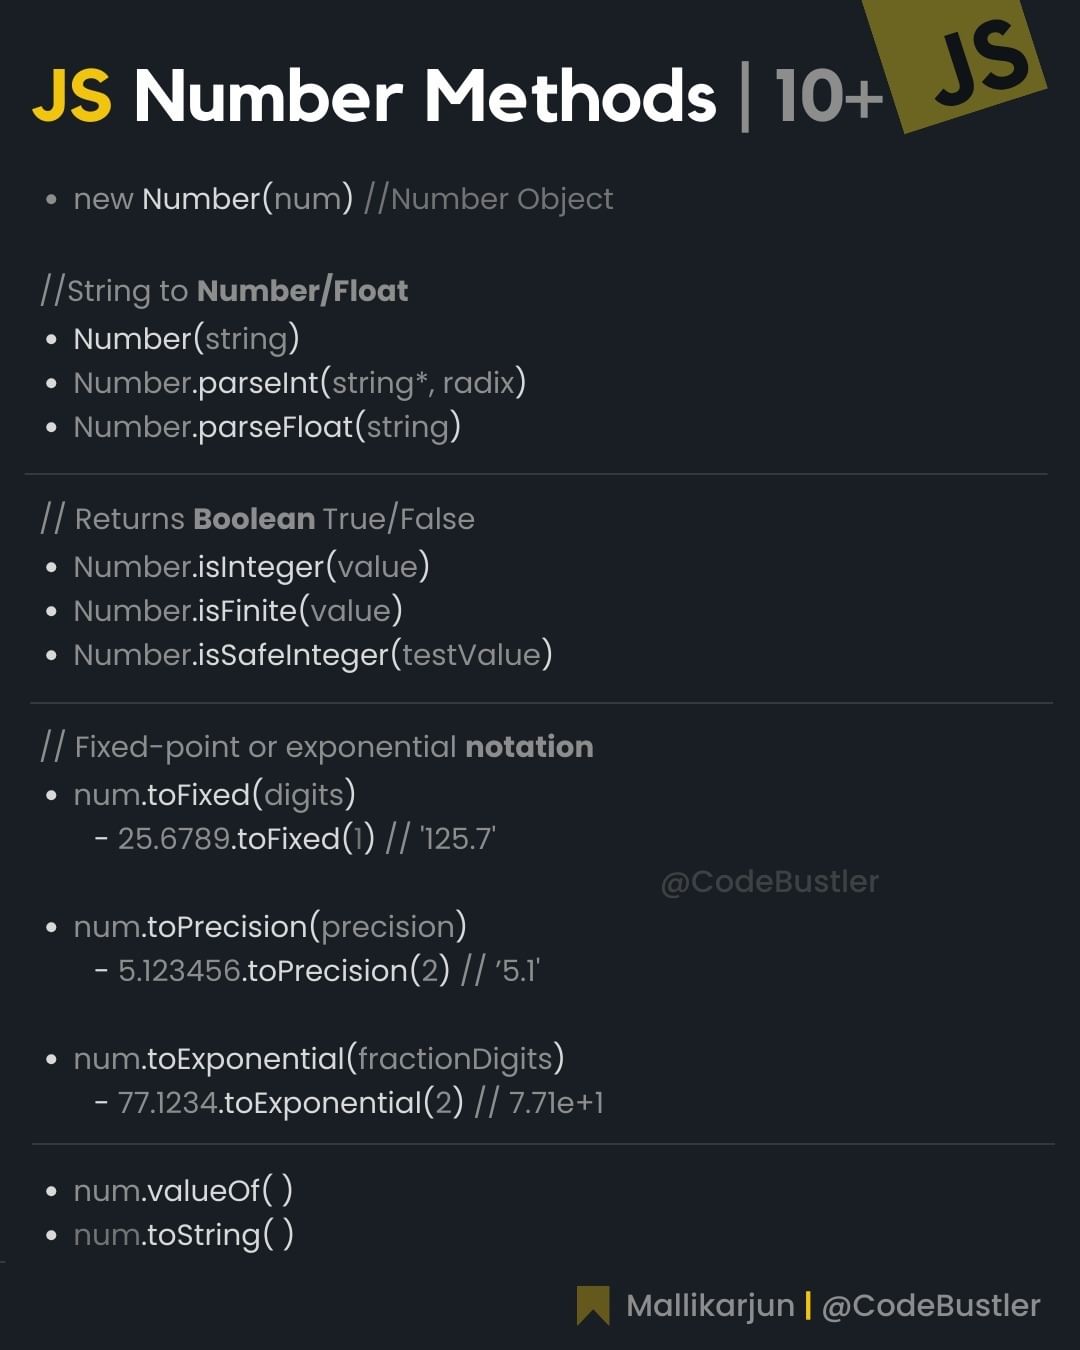 JS Number Methods | 10+
JS
• new Number(num) //Number Object
//String to Number/Float
• Number(string)
• Number.parseInt(string*, radix)
• Number.parseFloat(string)
// Returns Boolean True/False
• Number.isInteger(value)
• Number.isFinite(value)
• Number.isSafeInteger(testValue)
// Fixed-point or exponential notation
• num.toFixed(digits)
- 25.6789.toFixed(1) // '125.7'
@CodeBustler
• num.toPrecision(precision)
- 5.123456.toPrecision(2) // ‘5.1'
• num.toExponential(fractionDigits)
- 77.1234.toExponential(2) // 7.71e+1
• num.valueOf( )
• num.toString( )
Mallikarjun | @CodeBustler